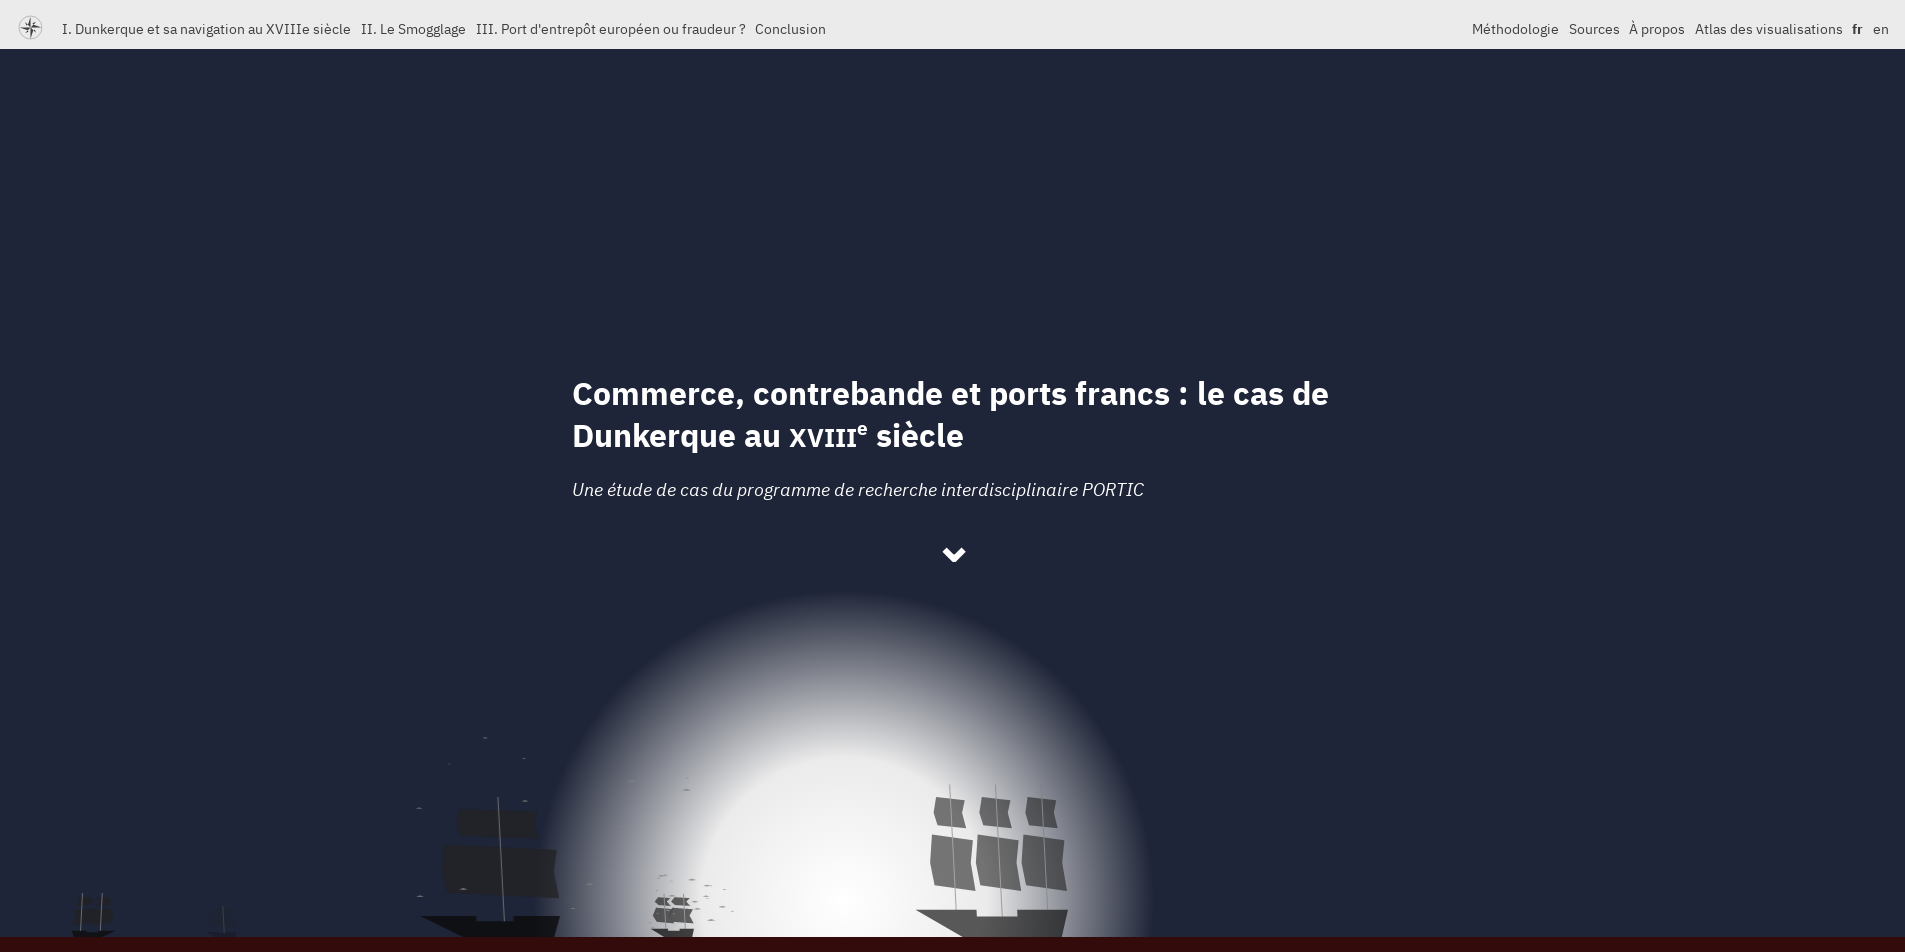 I. Dunkerque et sa navigation au XVIIIe siècle II. Le Smogglage III. Port d'entrepôt européen ou fraudeur ? Conclusion Méthodologie Sources À propos Atlas des visualisations fr en
Commerce, contrebande et ports francs : le cas de
Dunkerque au XVIIIe siècle
Une étude de cas du programme de recherche interdisciplinaire PORTIC